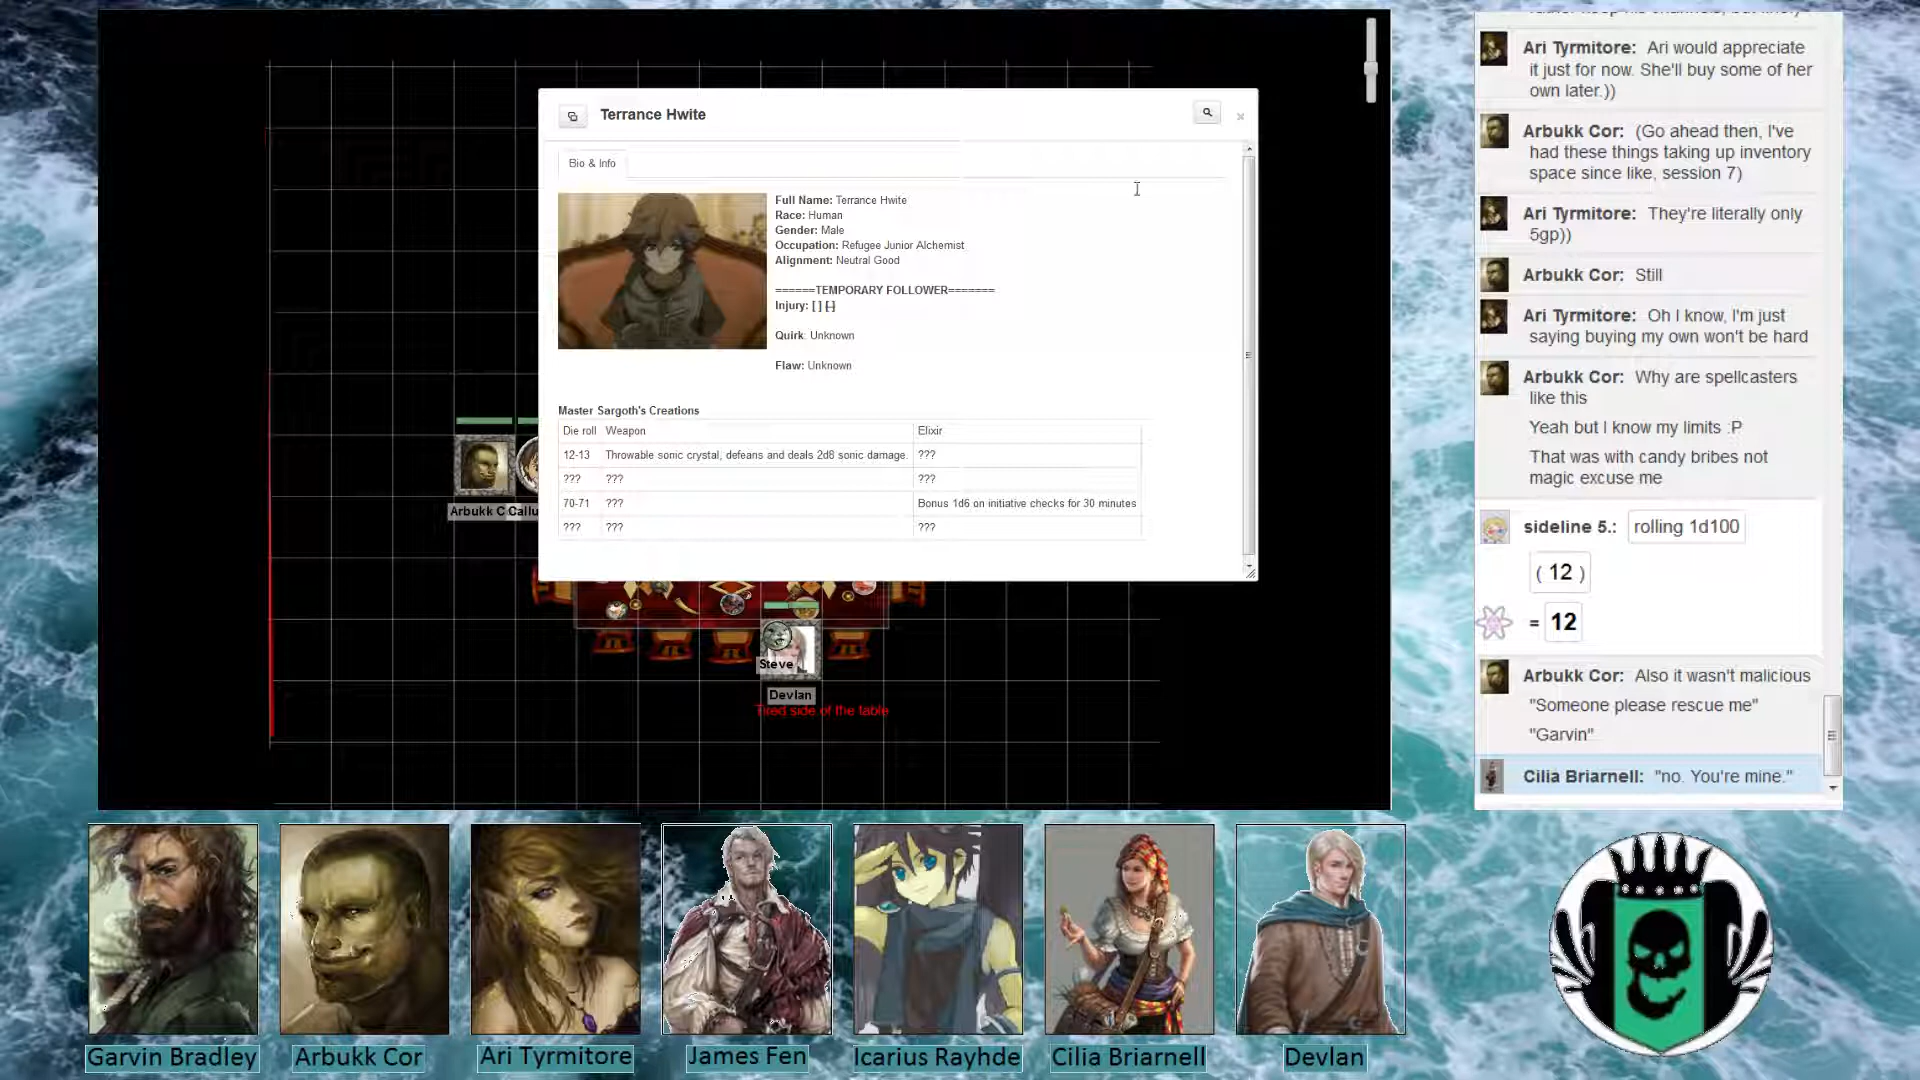 Terrance Hwite
Bio & Info
Full Name: Terrance Hwite
Race: Human
Gender: Male
Occupation: Refugee Junior Alchemist
Alignment: Neutral Good
======TEMPORARY FOLLOWER=======
Injury: [ ] [-]
Quirk: Unknown
Flaw: Unknown
Master Sargoth's Creations
Die roll Weapon Elixir
12-13 Throwable sonic crystal, defeans and deals 2d8 sonic damage. ???
??? ??? ???
70-71 ??? Bonus 1d6 on initiative checks for 30 minutes
??? ??? ???
Arbukk C Callu
Steve
Devlan
Tired side of the table
Ari Tyrmitore: Ari would appreciate
it just for now. She'll buy some of her
own later.))
Arbukk Cor: (Go ahead then, I've
had these things taking up inventory
space since like, session 7)
Ari Tyrmitore: They're literally only
5gp))
Arbukk Cor: Still
Ari Tyrmitore: Oh I know, I'm just
saying buying my own won't be hard
Arbukk Cor: Why are spellcasters
like this
Yeah but I know my limits :P
That was with candy bribes not
magic excuse me
sideline 5.: rolling 1d100
( 12 )
= 12
Arbukk Cor: Also it wasn't malicious
"Someone please rescue me"
"Garvin"
Cilia Briarnell: "no. You're mine."
Garvin Bradley
Arbukk Cor
Ari Tyrmitore
James Fen
Icarius Rayhde
Cilia Briarnell
Devlan